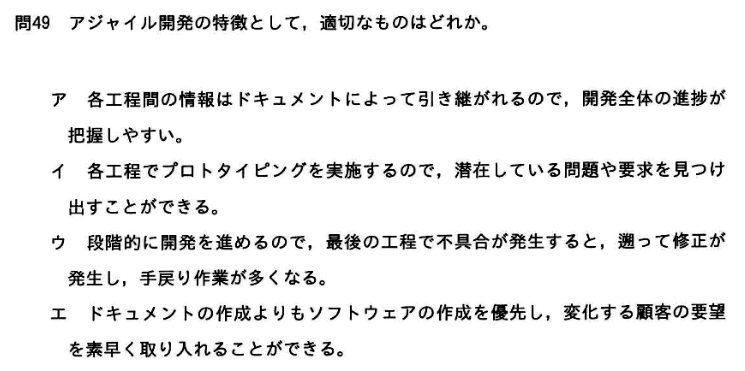 問49 アジャイル開発の特徴として，適切なものはどれか。
ア 各工程間の情報はドキュメントによって引き継がれるので，開発全体の進捗が
把握しやすい。
イ 各工程でプロトタイピングを実施するので，潜在している問題や要求を見つけ
出すことができる。
ウ 段階的に開発を進めるので，最後の工程で不具合が発生すると，遡って修正が
発生し，手戻り作業が多くなる。
エ ドキュメントの作成よりもソフトウェアの作成を優先し，変化する顧客の要望
を素早く取り入れることができる。